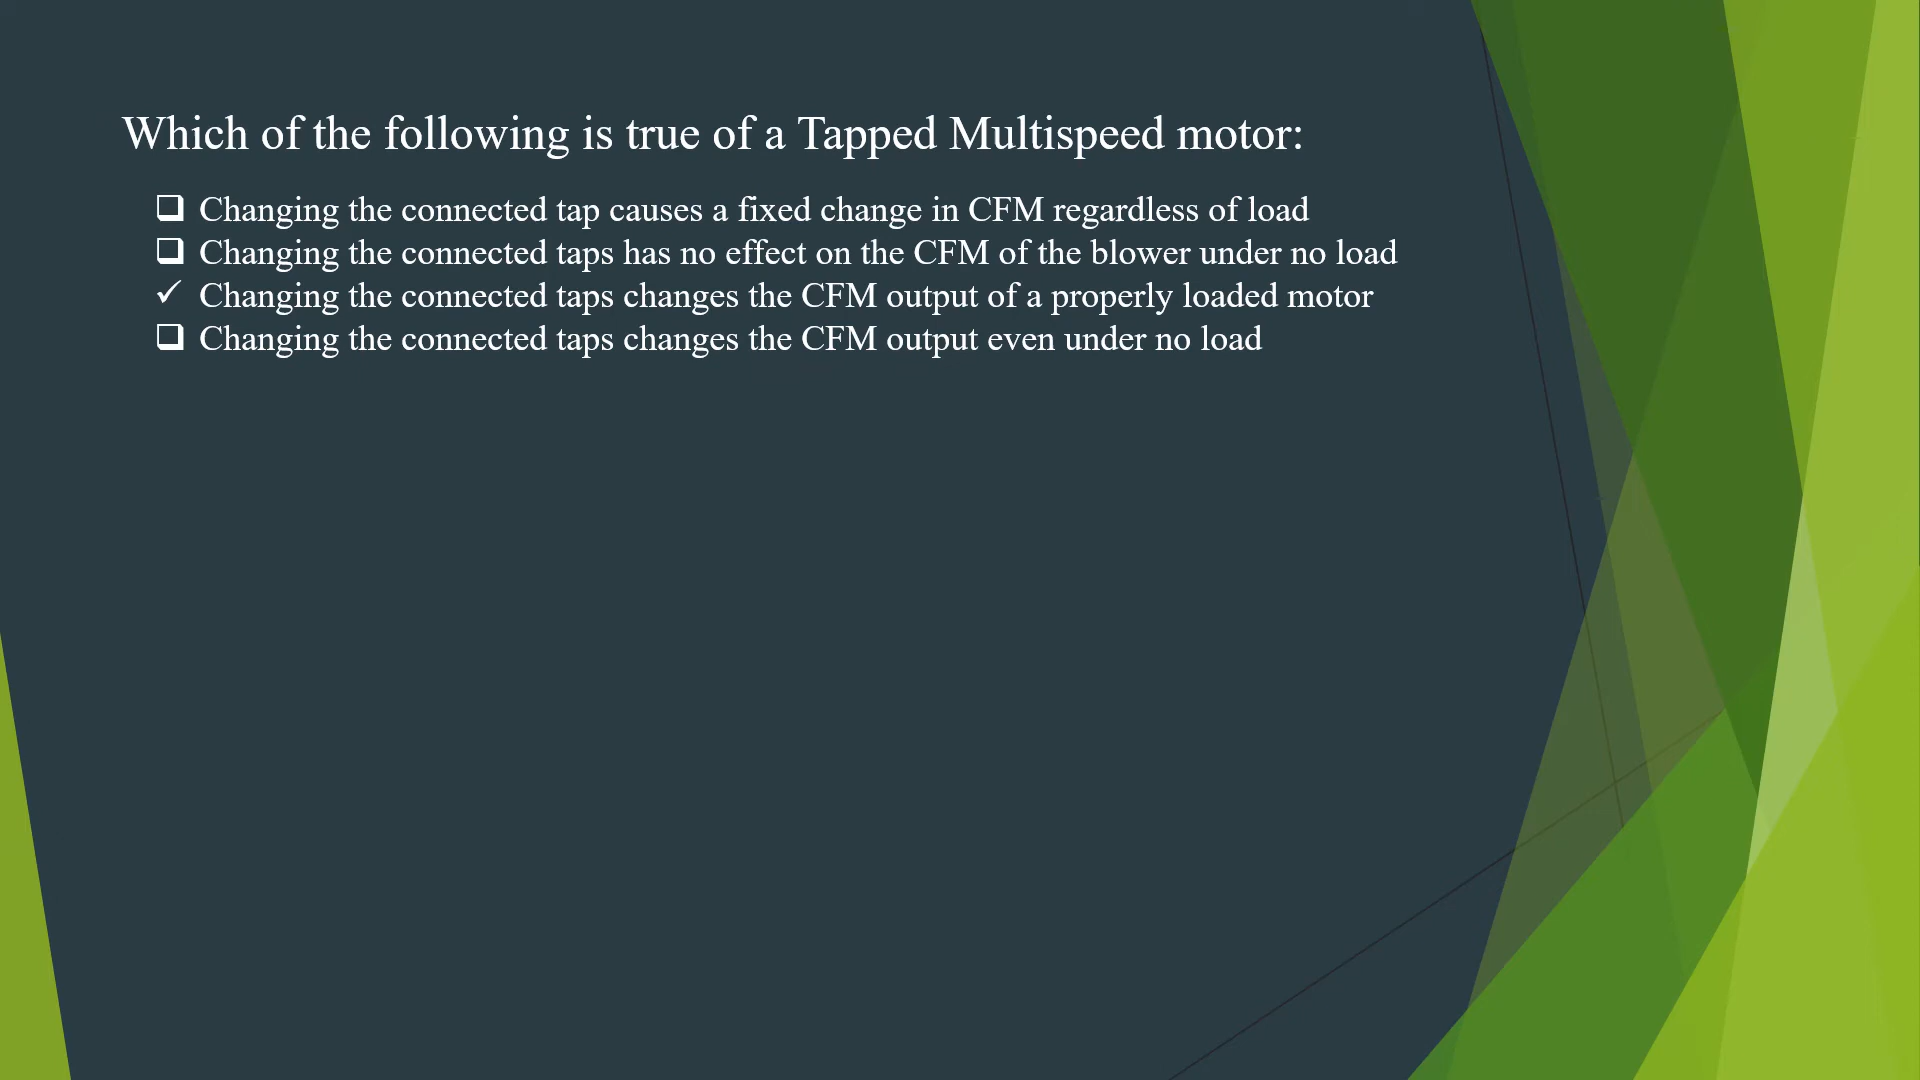 Which of the following is true of a Tapped Multispeed motor:
❑ Changing the connected tap causes a fixed change in CFM regardless of load
❑ Changing the connected taps has no effect on the CFM of the blower under no load
✓ Changing the connected taps changes the CFM output of a properly loaded motor
❑ Changing the connected taps changes the CFM output even under no load